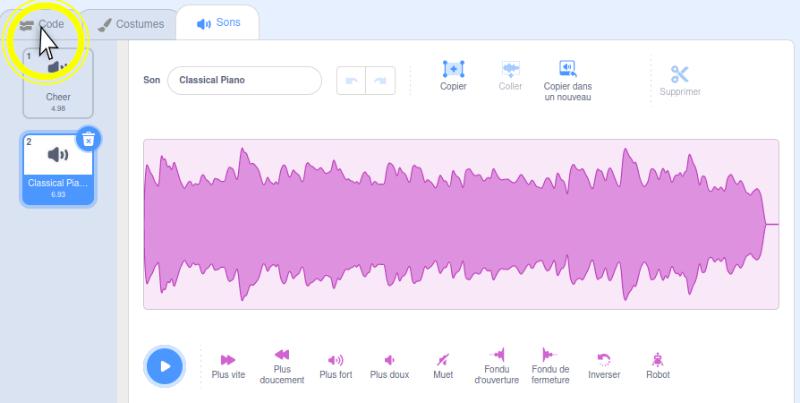 Code
Costumes
Sons
1
Cheer
4.98
2
Classical Pia...
6.93
Son
Classical Piano
Copier
Coller
Copier dans
un nouveau
Supprimer
Plus vite
Plus
doucement
Plus fort
Plus doux
Muet
Fondu
d'ouverture
Fondu de
fermeture
Inverser
Robot